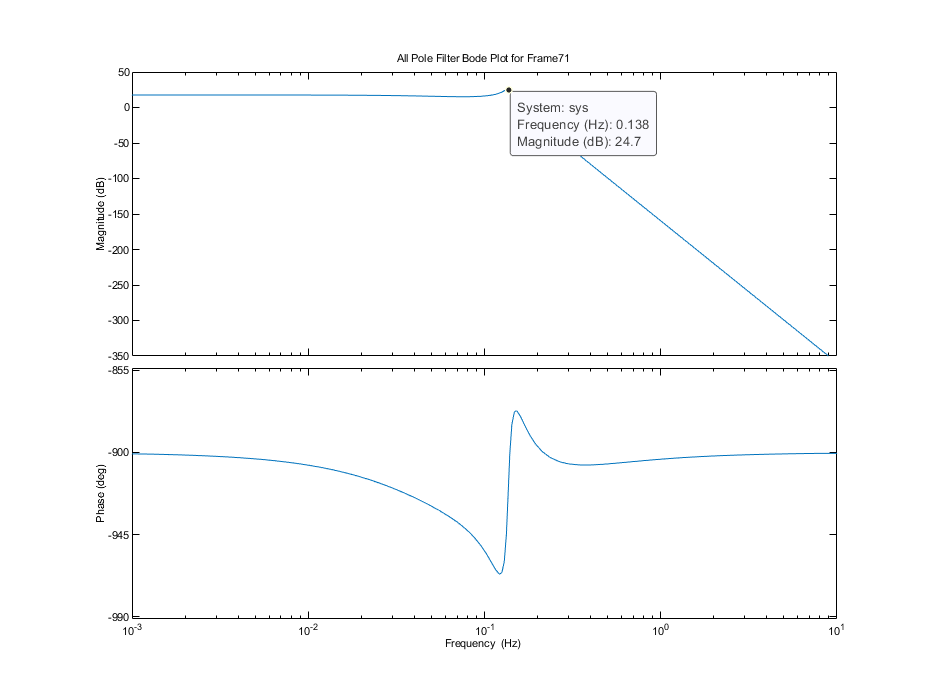 All Pole Filter Bode Plot for Frame71
50
0
-50
-100
-150
-200
-250
-300
-350
Magnitude (dB)
System: sys
Frequency (Hz): 0.138
Magnitude (dB): 24.7
-855
-900
-945
-990
Phase (deg)
10^-3 10^-2 10^-1 10^0 10^1
Frequency (Hz)